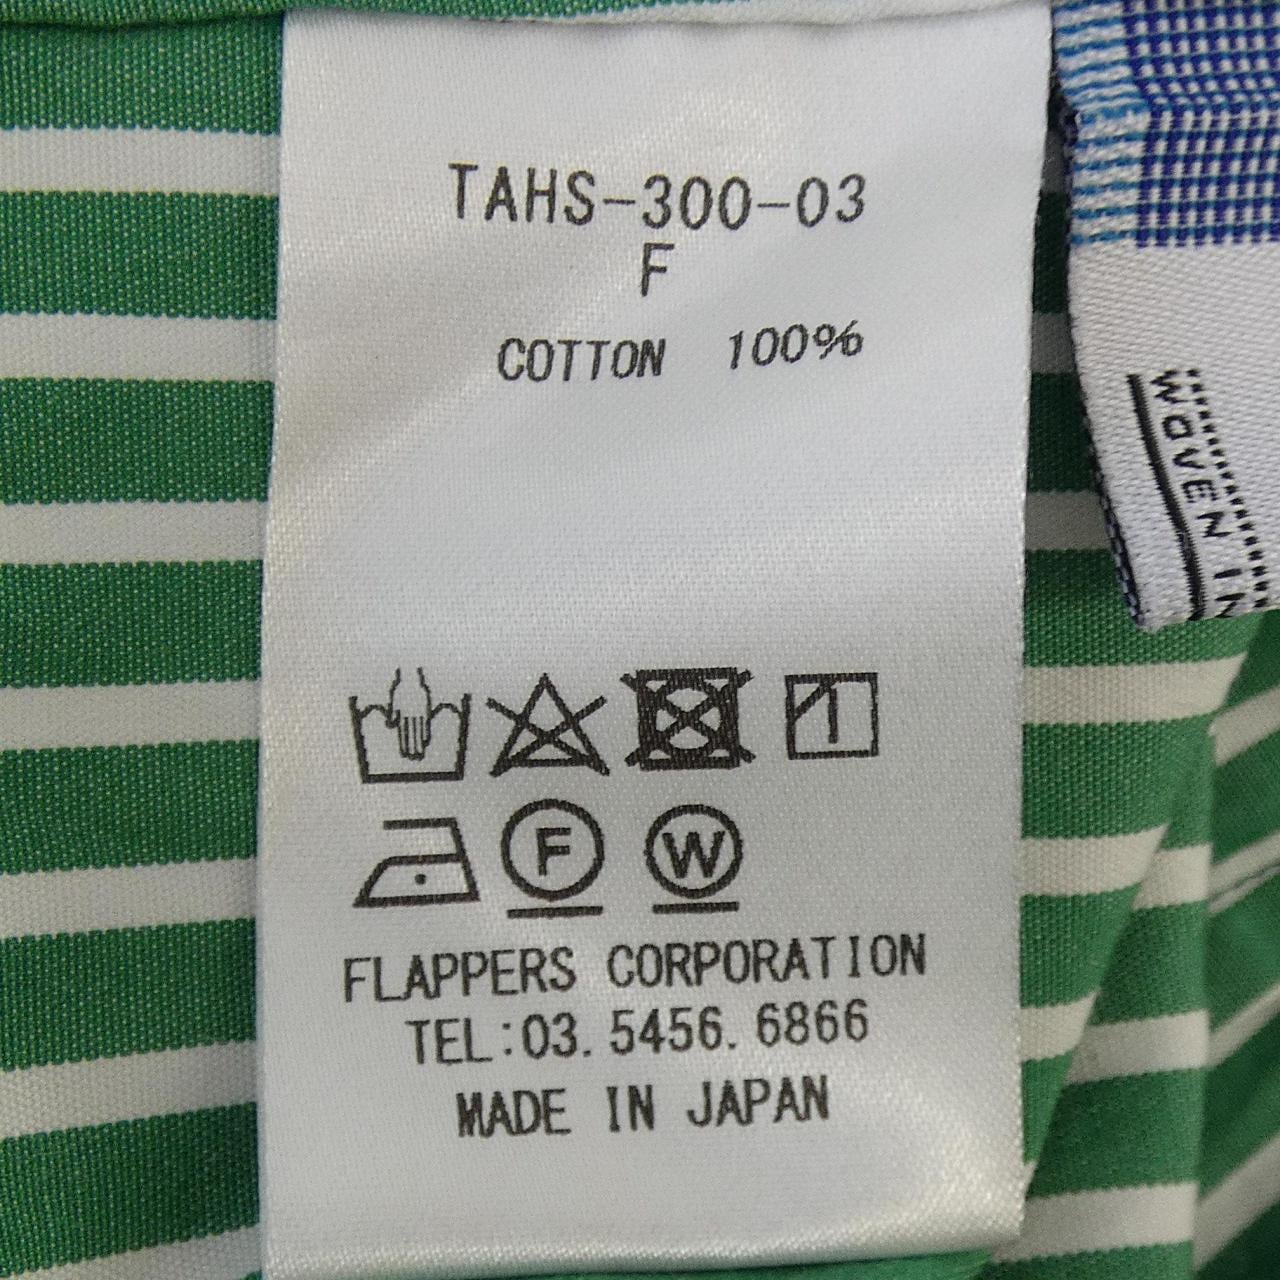 TAHS-300-03
F
COTTON 100%
F W
FLAPPERS CORPORATION
TEL:03.5456.6866
MADE IN JAPAN
WOVEN IN